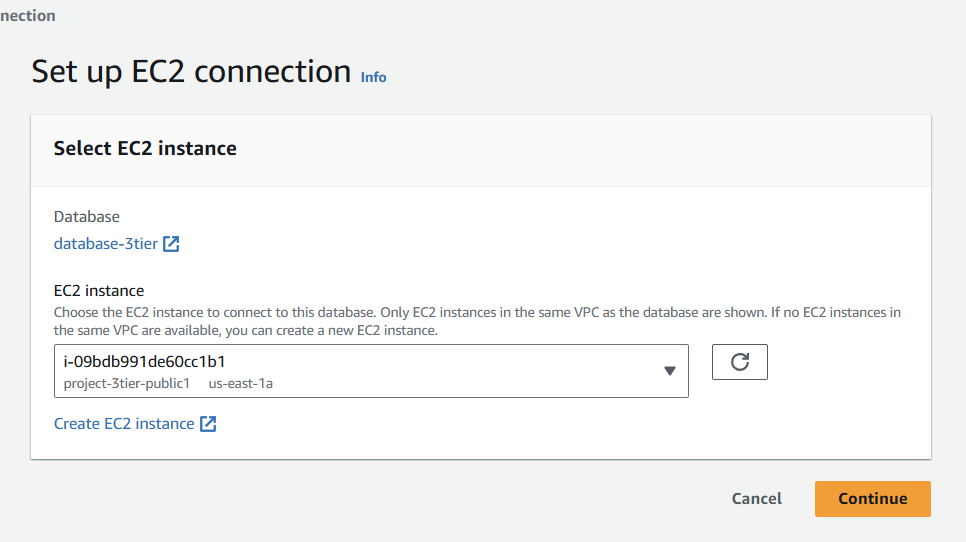 nection
Set up EC2 connection Info
Select EC2 instance
Database
database-3tier
EC2 instance
Choose the EC2 instance to connect to this database. Only EC2 instances in the same VPC as the database are shown. If no EC2 instances in
the same VPC are available, you can create a new EC2 instance.
i-09bdb991de60cc1b1
project-3tier-public1 us-east-1a
Create EC2 instance
Cancel Continue